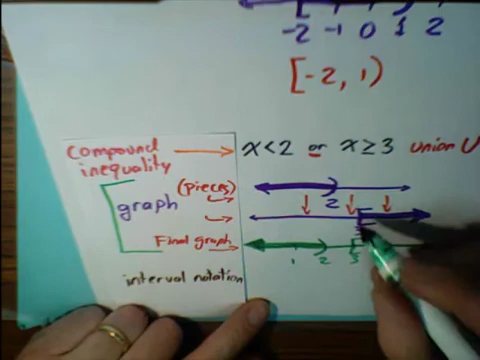 -2 -1 0 1 2
[-2, 1)
compound inequality → x < 2 or x ≥ 3 union U
(pieces)
graph
2
3
Final graph
1 2 3
interval notation